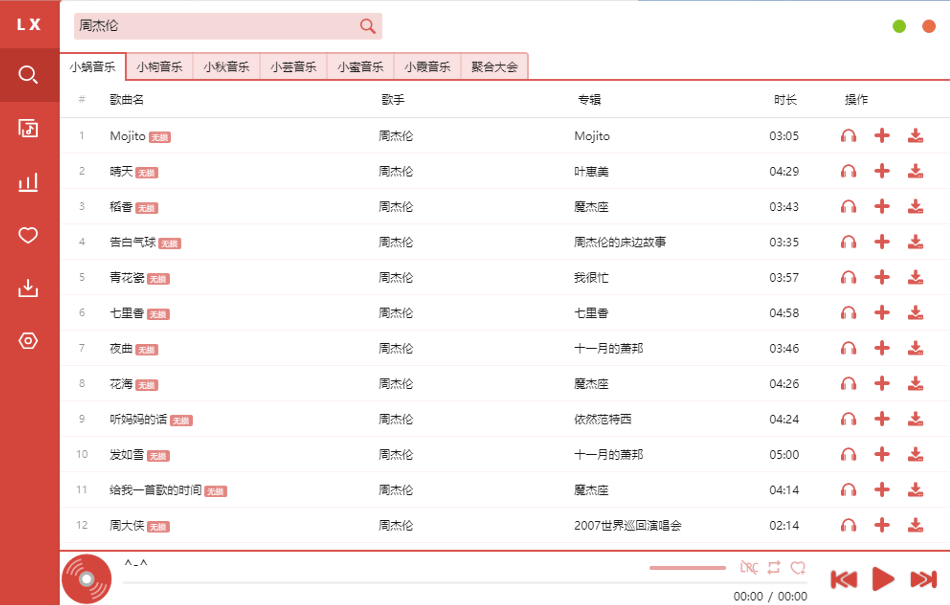 LX
周杰伦
小蜗音乐 小枸音乐 小秋音乐 小芸音乐 小蜜音乐 小霞音乐 聚合大会
# 歌曲名 歌手 专辑 时长 操作
1 Mojito 无损 周杰伦 Mojito 03:05
2 晴天 无损 周杰伦 叶惠美 04:29
3 稻香 无损 周杰伦 魔杰座 03:43
4 告白气球 无损 周杰伦 周杰伦的床边故事 03:35
5 青花瓷 无损 周杰伦 我很忙 03:57
6 七里香 无损 周杰伦 七里香 04:58
7 夜曲 无损 周杰伦 十一月的萧邦 03:46
8 花海 无损 周杰伦 魔杰座 04:26
9 听妈妈的话 无损 周杰伦 依然范特西 04:24
10 发如雪 无损 周杰伦 十一月的萧邦 05:00
11 给我一首歌的时间 无损 周杰伦 魔杰座 04:14
12 周大侠 无损 周杰伦 2007世界巡回演唱会 02:14
^-^
LRC
00:00 / 00:00